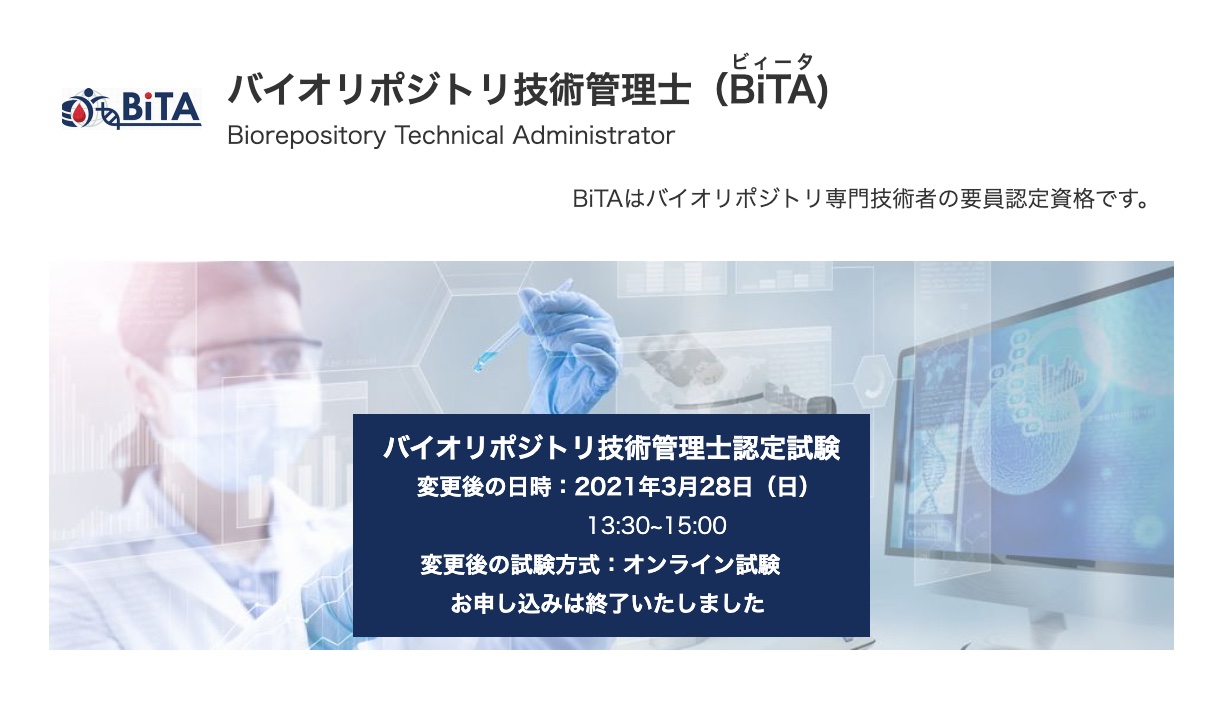 ビィータ
BiTA
バイオリポジトリ技術管理士（BiTA)
Biorepository Technical Administrator
BiTAはバイオリポジトリ専門技術者の要員認定資格です。
バイオリポジトリ技術管理士認定試験
変更後の日時：2021年3月28日（日）
13:30~15:00
変更後の試験方式：オンライン試験
お申し込みは終了いたしました